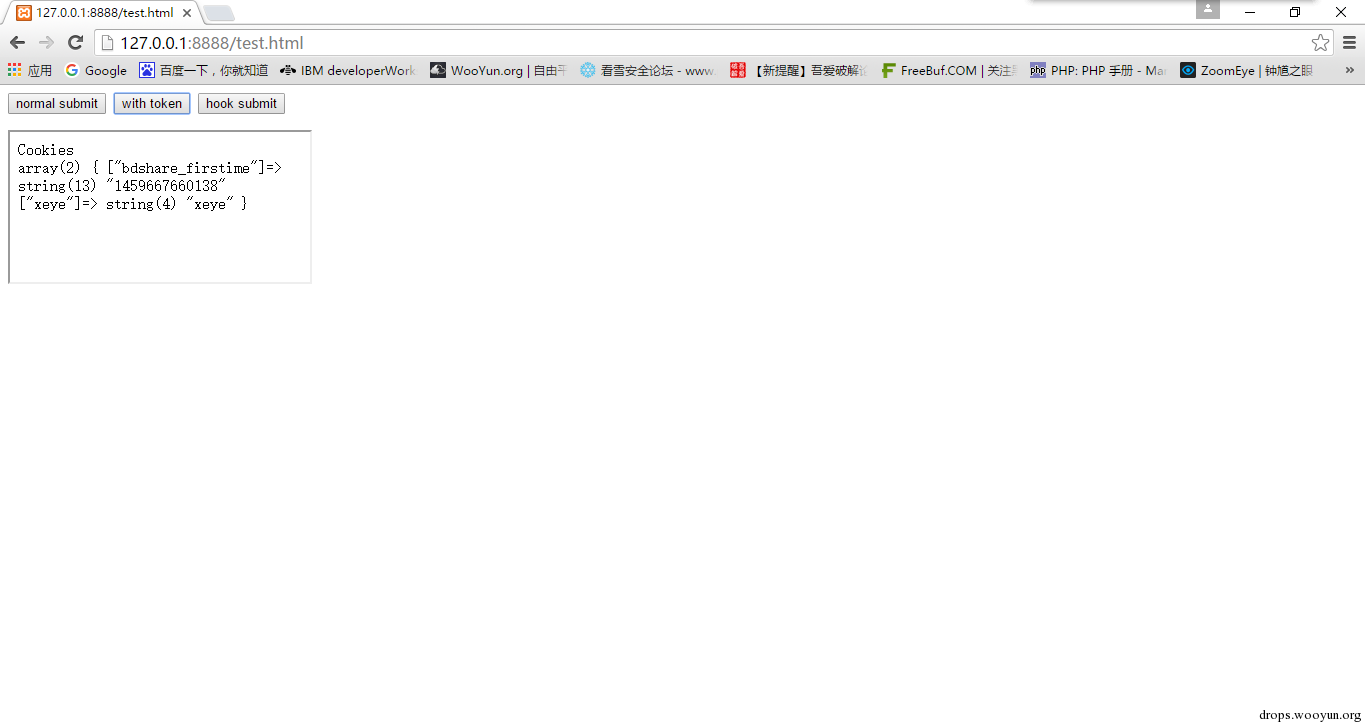 127.0.0.1:8888/test.html
127.0.0.1:8888/test.html
应用 Google 百度一下，你就知道 IBM developerWork WooYun.org | 自由平 看雪安全论坛 - www. 【新提醒】吾爱破解论 FreeBuf.COM | 关注黑 php PHP: PHP 手册 - Mar ZoomEye | 钟馗之眼 »
normal submit with token hook submit
Cookies
array(2) { ["bdshare_firstime"]=>
string(13) "1459667660138"
["xeye"]=> string(4) "xeye" }
drops.wooyun.org